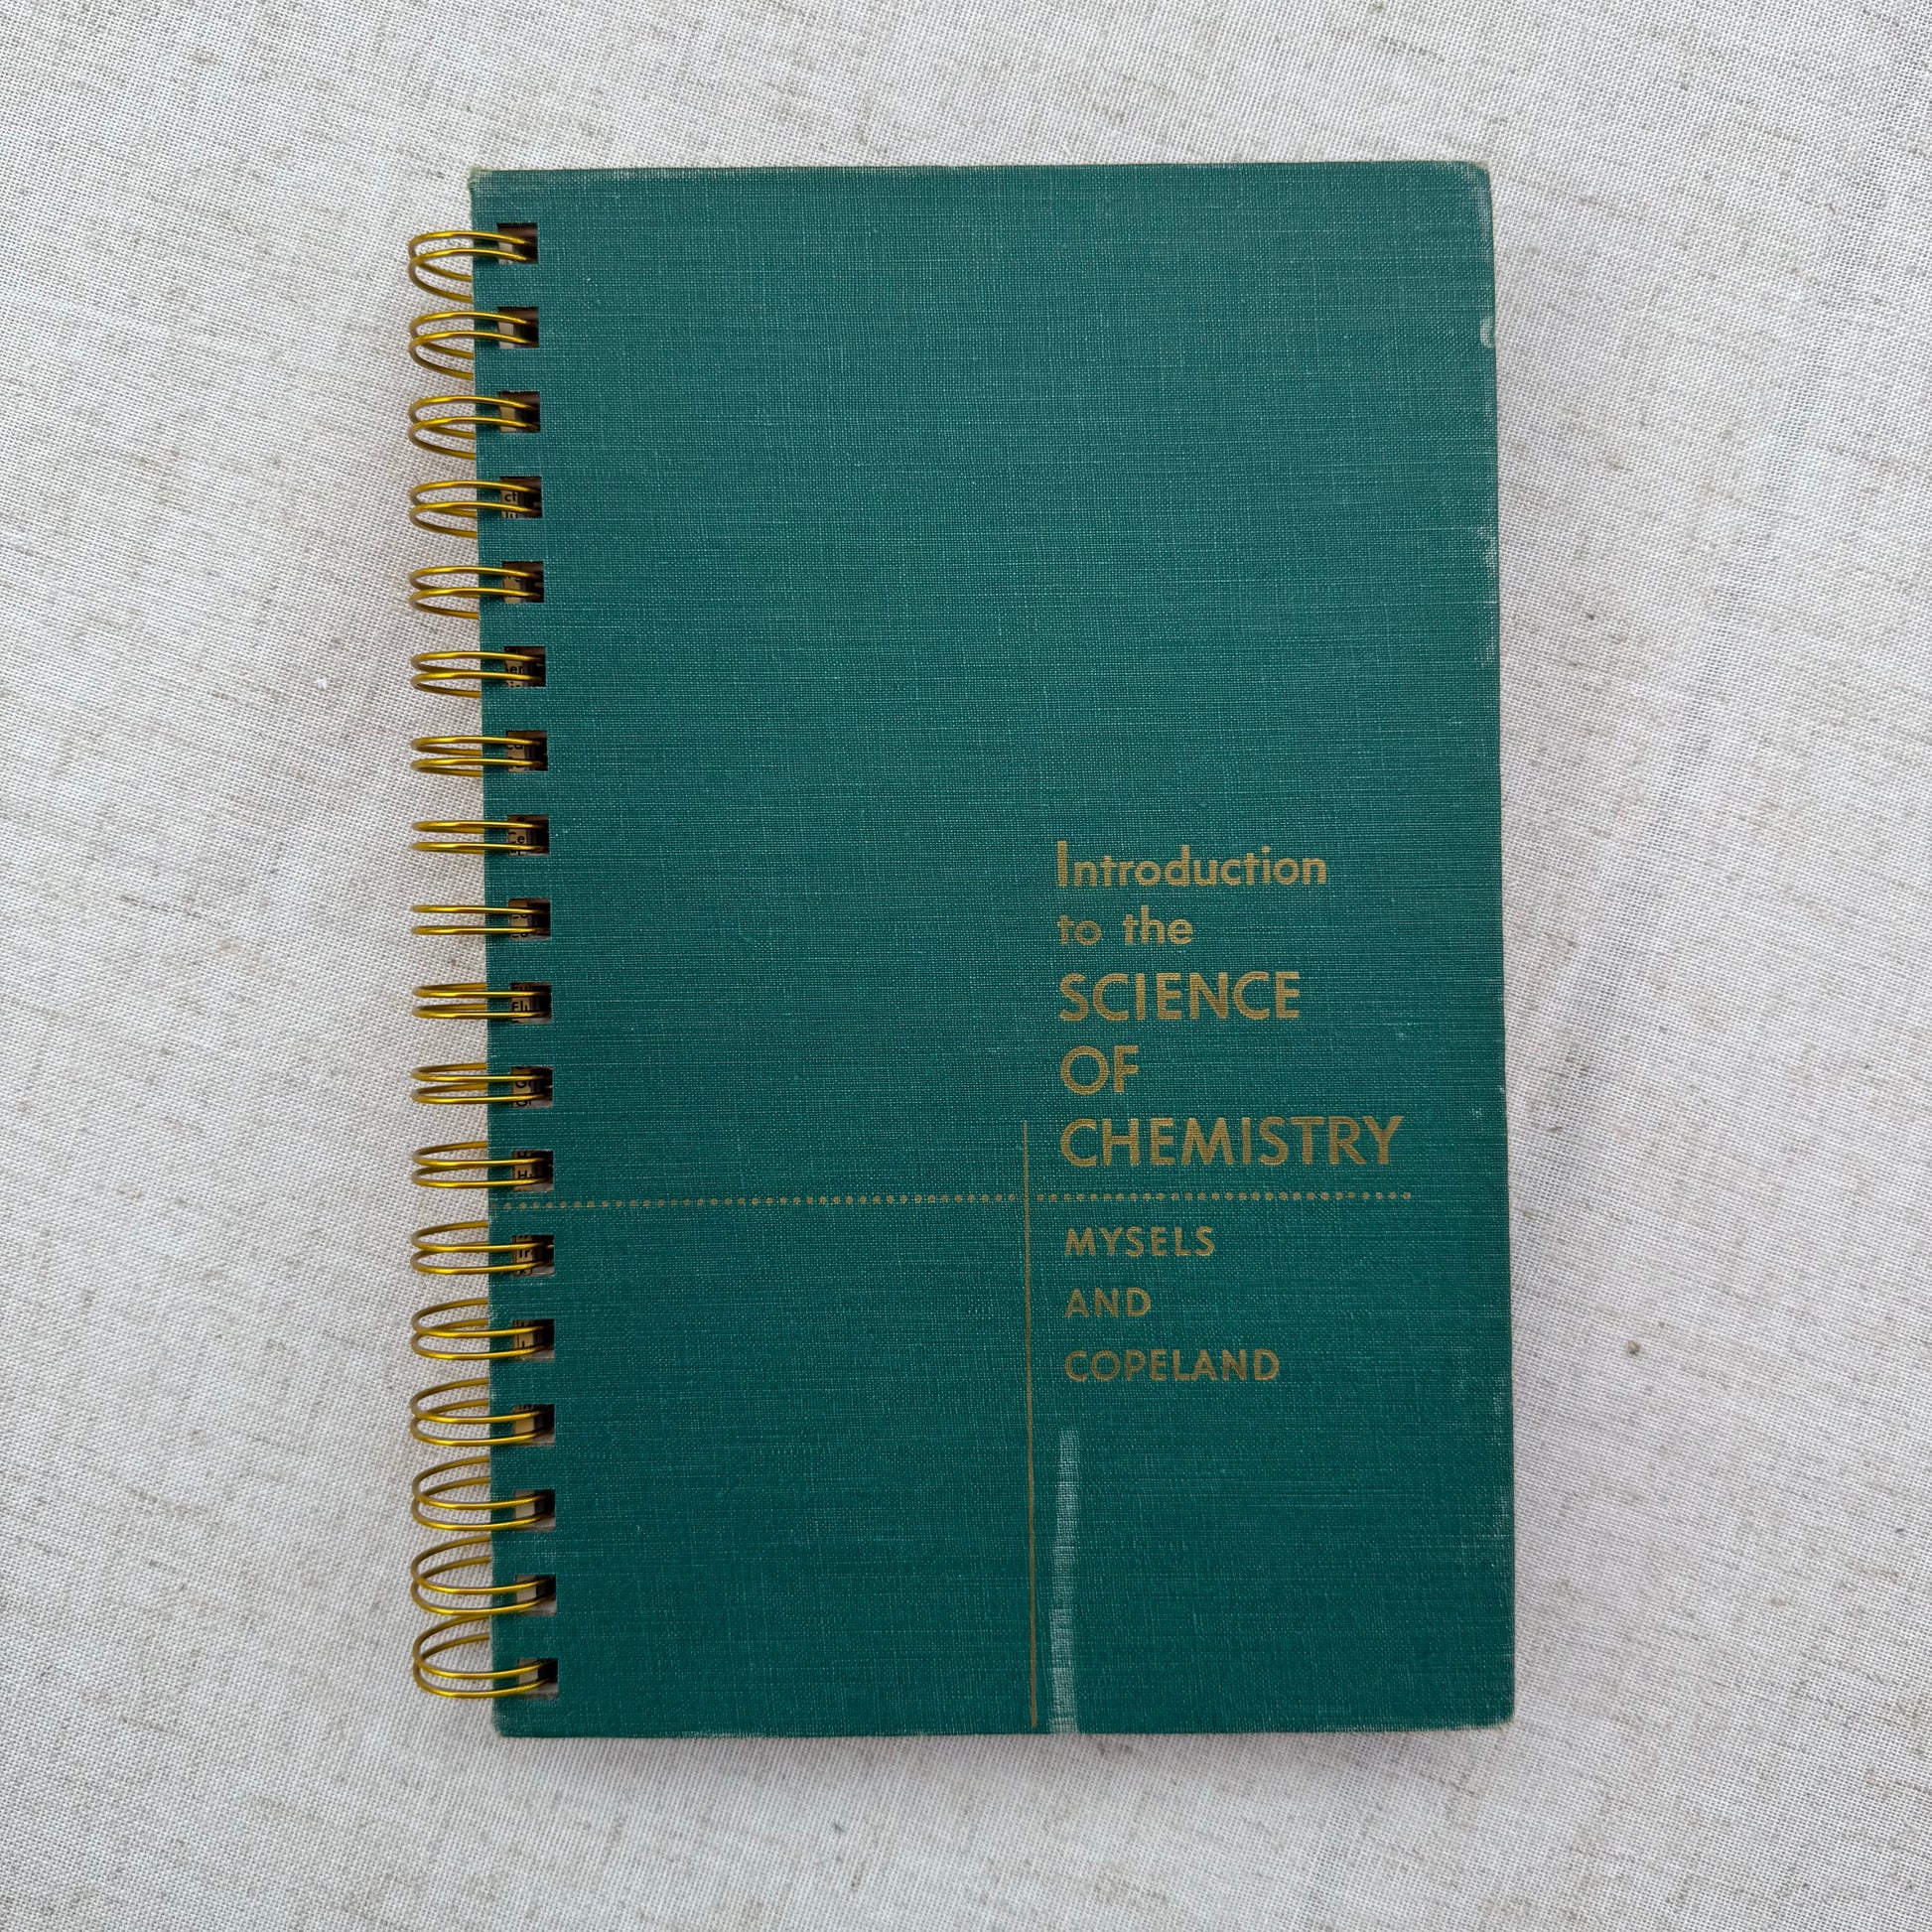 Introduction
to the
SCIENCE
OF
CHEMISTRY
MYSELS
AND
COPELAND